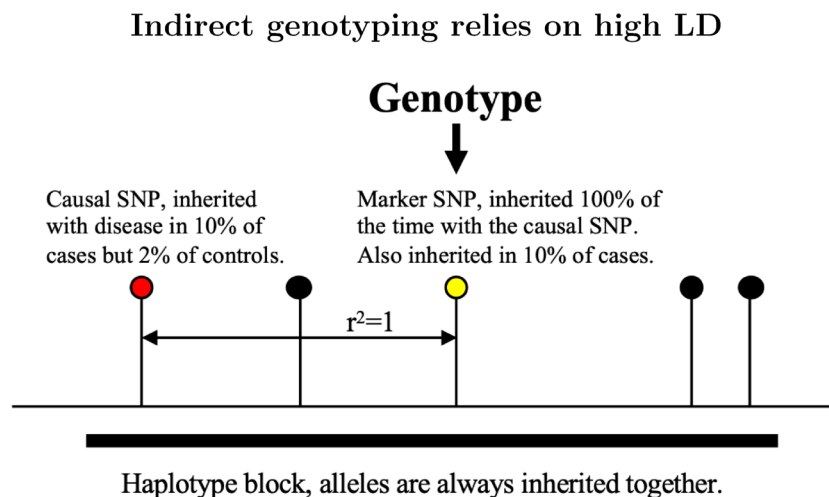 Indirect genotyping relies on high LD
Genotype
Causal SNP, inherited
with disease in 10% of
cases but 2% of controls.
Marker SNP, inherited 100% of
the time with the causal SNP.
Also inherited in 10% of cases.
r²=1
Haplotype block, alleles are always inherited together.